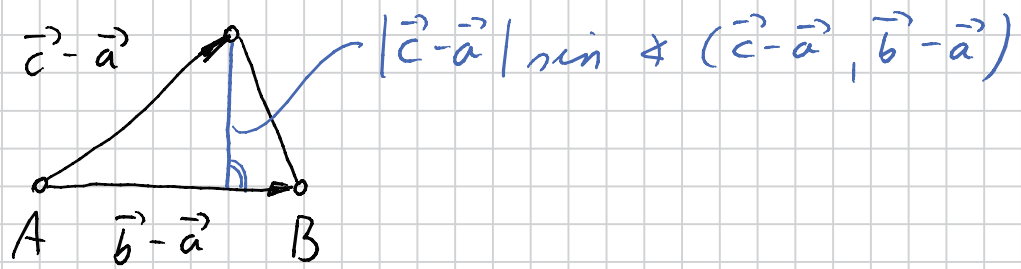 c⃗ - a⃗
|c⃗ - a⃗| sin ∢ (c⃗ - a⃗, b⃗ - a⃗)
A b⃗ - a⃗ B